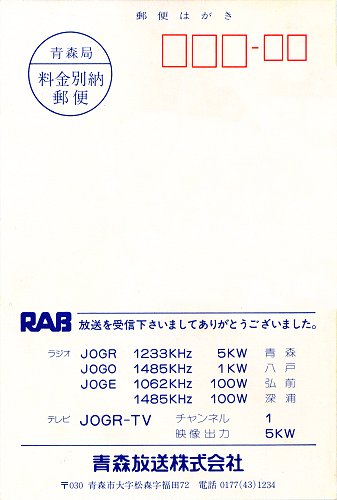 郵便はがき
青森局
料金別納
郵便
RAB 放送を受信下さいましてありがとうございました。
ラジオ JOGR 1233KHz 5KW 青森
JOGO 1485KHz 1KW 八戸
JOGE 1062KHz 100W 弘前
1485KHz 100W 深浦
テレビ JOGR-TV チャンネル 1
映像出力 5KW
青森放送株式会社
〒030 青森市大字松森字福田72 電話 0177(43)1234